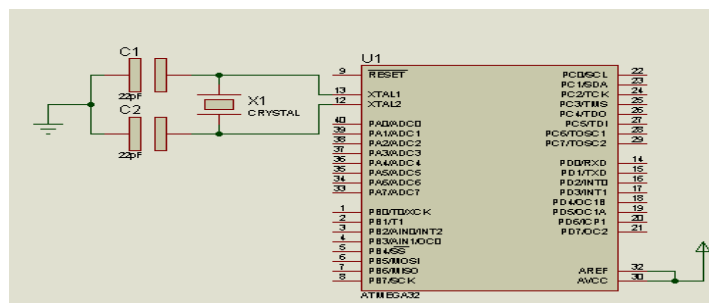 C1
22pF
C2
22pF
X1
CRYSTAL
U1
9 RESET
13 XTAL1
12 XTAL2
40 PA0/ADC0
39 PA1/ADC1
38 PA2/ADC2
37 PA3/ADC3
36 PA4/ADC4
35 PA5/ADC5
34 PA6/ADC6
33 PA7/ADC7
1 PB0/T0/XCK
2 PB1/T1
3 PB2/AIN0/INT2
4 PB3/AIN1/OC0
5 PB4/SS
6 PB5/MOSI
7 PB6/MISO
8 PB7/SCK
PC0/SCL 22
PC1/SDA 23
PC2/TCK 24
PC3/TMS 25
PC4/TDO 26
PC5/TDI 27
PC6/TOSC1 28
PC7/TOSC2 29
PD0/RXD 14
PD1/TXD 15
PD2/INT0 16
PD3/INT1 17
PD4/OC1B 18
PD5/OC1A 19
PD6/ICP1 20
PD7/OC2 21
AREF 32
AVCC 30
ATMEGA32